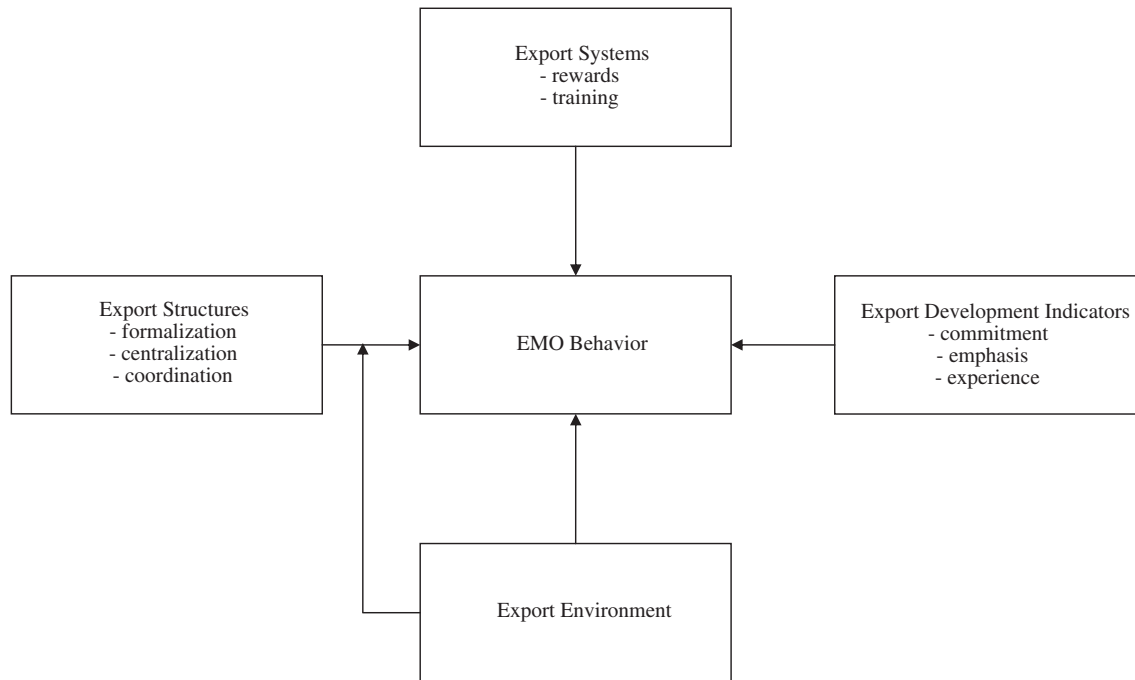 Export Systems
- rewards
- training
Export Structures
- formalization
- centralization
- coordination
EMO Behavior
Export Development Indicators
- commitment
- emphasis
- experience
Export Environment